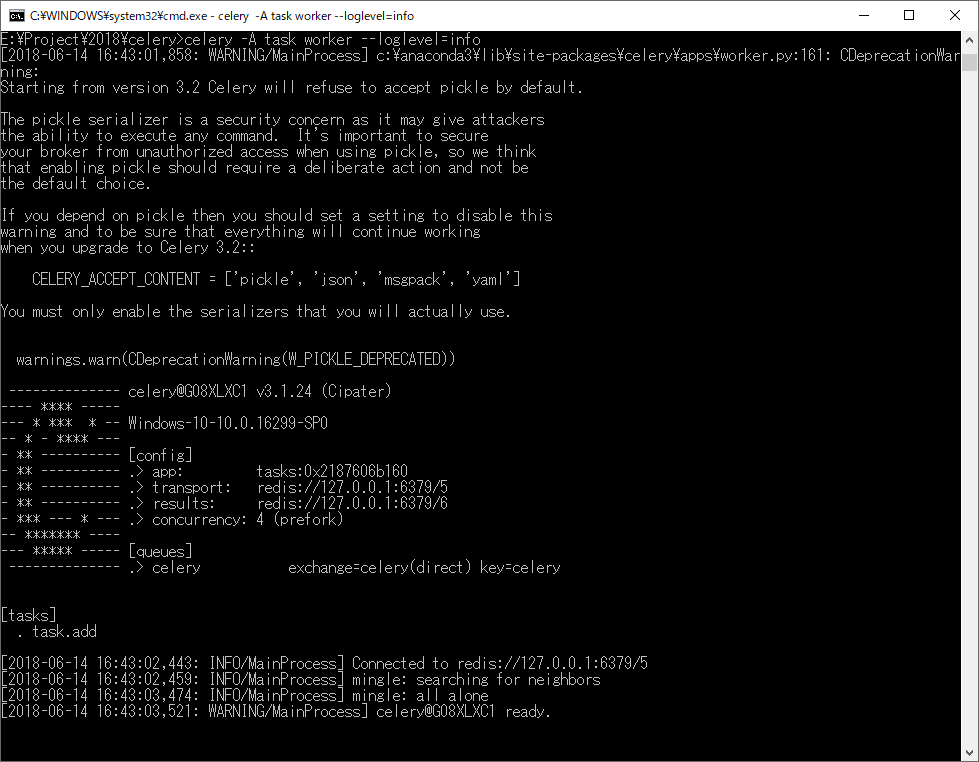 C:¥WINDOWS¥system32¥cmd.exe - celery  -A task worker --loglevel=info
E:¥Project¥2018¥celery>celery -A task worker --loglevel=info
[2018-06-14 16:43:01,858: WARNING/MainProcess] c:¥anaconda3¥lib¥site-packages¥celery¥apps¥worker.py:161: CDeprecationWar
ning:
Starting from version 3.2 Celery will refuse to accept pickle by default.

The pickle serializer is a security concern as it may give attackers
the ability to execute any command.  It's important to secure
your broker from unauthorized access when using pickle, so we think
that enabling pickle should require a deliberate action and not be
the default choice.

If you depend on pickle then you should set a setting to disable this
warning and to be sure that everything will continue working
when you upgrade to Celery 3.2::

    CELERY_ACCEPT_CONTENT = ['pickle', 'json', 'msgpack', 'yaml']

You must only enable the serializers that you will actually use.


  warnings.warn(CDeprecationWarning(W_PICKLE_DEPRECATED))

 -------------- celery@G08XLXC1 v3.1.24 (Cipater)
---- **** -----
--- * ***  * -- Windows-10-10.0.16299-SP0
-- * - **** ---
- ** ---------- [config]
- ** ---------- .> app:         tasks:0x2187606b160
- ** ---------- .> transport:   redis://127.0.0.1:6379/5
- ** ---------- .> results:     redis://127.0.0.1:6379/6
- *** --- * --- .> concurrency: 4 (prefork)
-- ******* ----
--- ***** ----- [queues]
 -------------- .> celery           exchange=celery(direct) key=celery


[tasks]
  . task.add

[2018-06-14 16:43:02,443: INFO/MainProcess] Connected to redis://127.0.0.1:6379/5
[2018-06-14 16:43:02,459: INFO/MainProcess] mingle: searching for neighbors
[2018-06-14 16:43:03,474: INFO/MainProcess] mingle: all alone
[2018-06-14 16:43:03,521: WARNING/MainProcess] celery@G08XLXC1 ready.